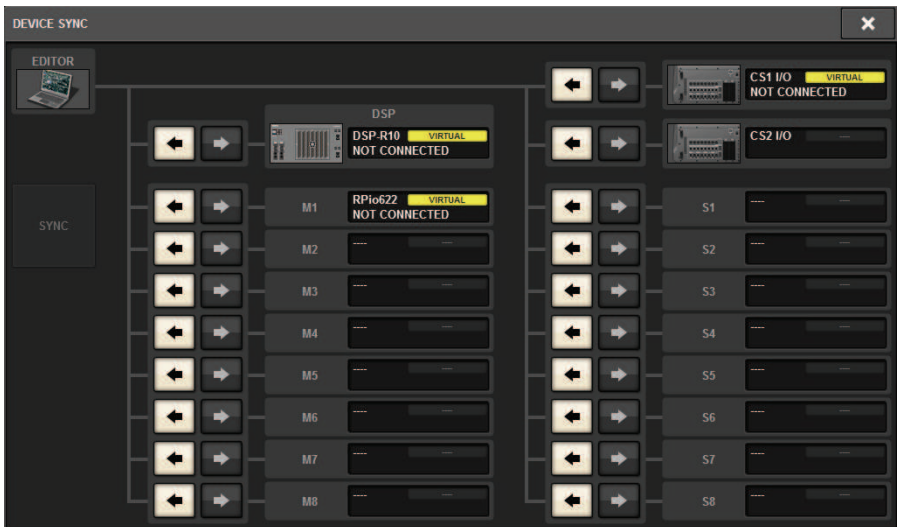 DEVICE SYNC
EDITOR
CS1 I/O VIRTUAL
NOT CONNECTED
DSP
DSP-R10 VIRTUAL
NOT CONNECTED
CS2 I/O ---
SYNC
M1 RPio622 VIRTUAL
NOT CONNECTED
S1 ---- ---
M2 ---- ---
S2 ---- ---
M3 ---- ---
S3 ---- ---
M4 ---- ---
S4 ---- ---
M5 ---- ---
S5 ---- ---
M6 ---- ---
S6 ---- ---
M7 ---- ---
S7 ---- ---
M8 ---- ---
S8 ---- ---